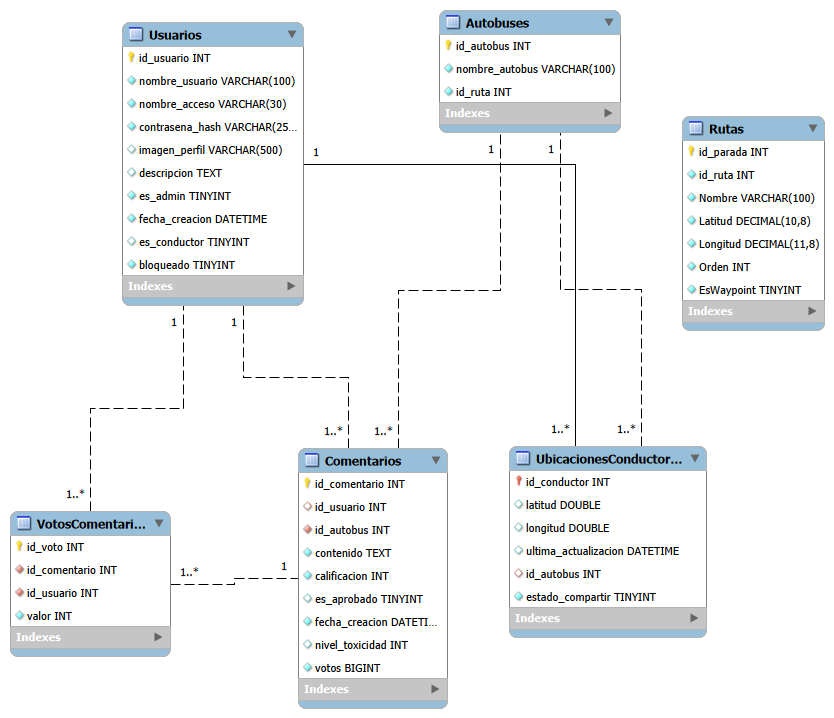 Usuarios
id_usuario INT
nombre_usuario VARCHAR(100)
nombre_acceso VARCHAR(30)
contrasena_hash VARCHAR(25...
imagen_perfil VARCHAR(500)
descripcion TEXT
es_admin TINYINT
fecha_creacion DATETIME
es_conductor TINYINT
bloqueado TINYINT
Indexes
Autobuses
id_autobus INT
nombre_autobus VARCHAR(100)
id_ruta INT
Indexes
Rutas
id_parada INT
id_ruta INT
Nombre VARCHAR(100)
Latitud DECIMAL(10,8)
Longitud DECIMAL(11,8)
Orden INT
EsWaypoint TINYINT
Indexes
1
1
1
1
1
1..*
1..*
1..*
1..*
1..*
1..*
1
VotosComentari...
id_voto INT
id_comentario INT
id_usuario INT
valor INT
Indexes
Comentarios
id_comentario INT
id_usuario INT
id_autobus INT
contenido TEXT
calificacion INT
es_aprobado TINYINT
fecha_creacion DATETI...
nivel_toxicidad INT
votos BIGINT
Indexes
UbicacionesConductor...
id_conductor INT
latitud DOUBLE
longitud DOUBLE
ultima_actualizacion DATETIME
id_autobus INT
estado_compartir TINYINT
Indexes